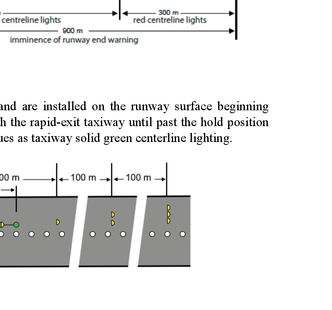 300 m
centreline lights red centreline lights
900 m
imminence of runway end warning
and are installed on the runway surface beginning
the rapid-exit taxiway until past the hold position
as taxiway solid green centerline lighting.
00 m 100 m 100 m